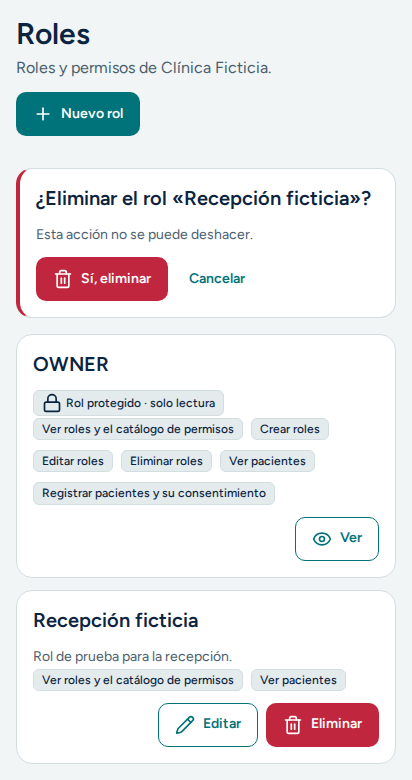 Roles
Roles y permisos de Clínica Ficticia.
Nuevo rol
¿Eliminar el rol «Recepción ficticia»?
Esta acción no se puede deshacer.
Sí, eliminar Cancelar
OWNER
Rol protegido · solo lectura
Ver roles y el catálogo de permisos Crear roles
Editar roles Eliminar roles Ver pacientes
Registrar pacientes y su consentimiento
Ver
Recepción ficticia
Rol de prueba para la recepción.
Ver roles y el catálogo de permisos Ver pacientes
Editar Eliminar